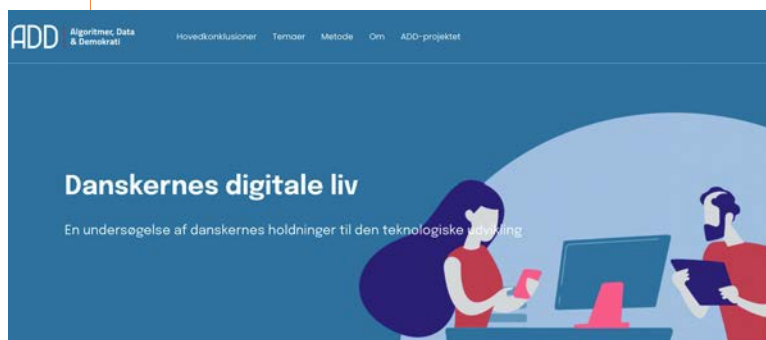 ADD
Algoritmer, Data
& Demokrati
Hovedkonklusioner Temaer Metode Om ADD-projektet
Danskernes digitale liv
En undersøgelse af danskernes holdninger til den teknologiske udvikling